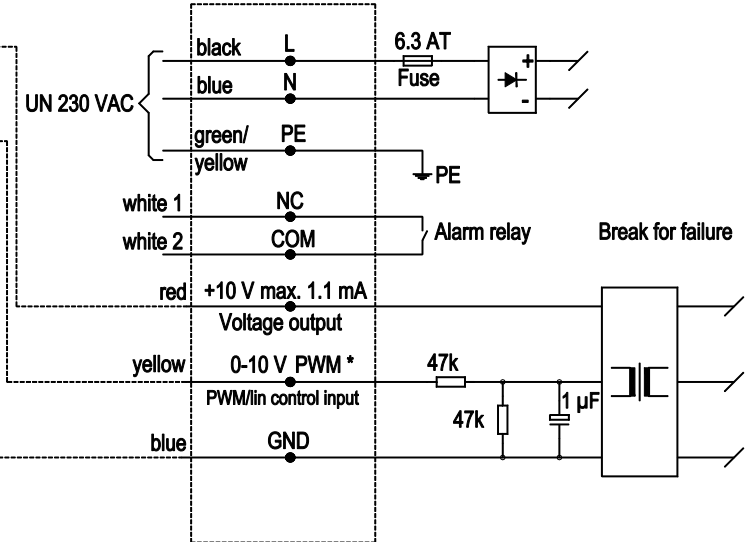 black L 6.3 AT
Fuse
+
UN 230 VAC
blue N
-
green/ PE
yellow
PE
white 1 NC
white 2 COM
Alarm relay
Break for failure
red +10 V max. 1.1 mA
Voltage output
yellow 0-10 V PWM *
PWM/lin control input
47k
47k
1 µF
blue GND